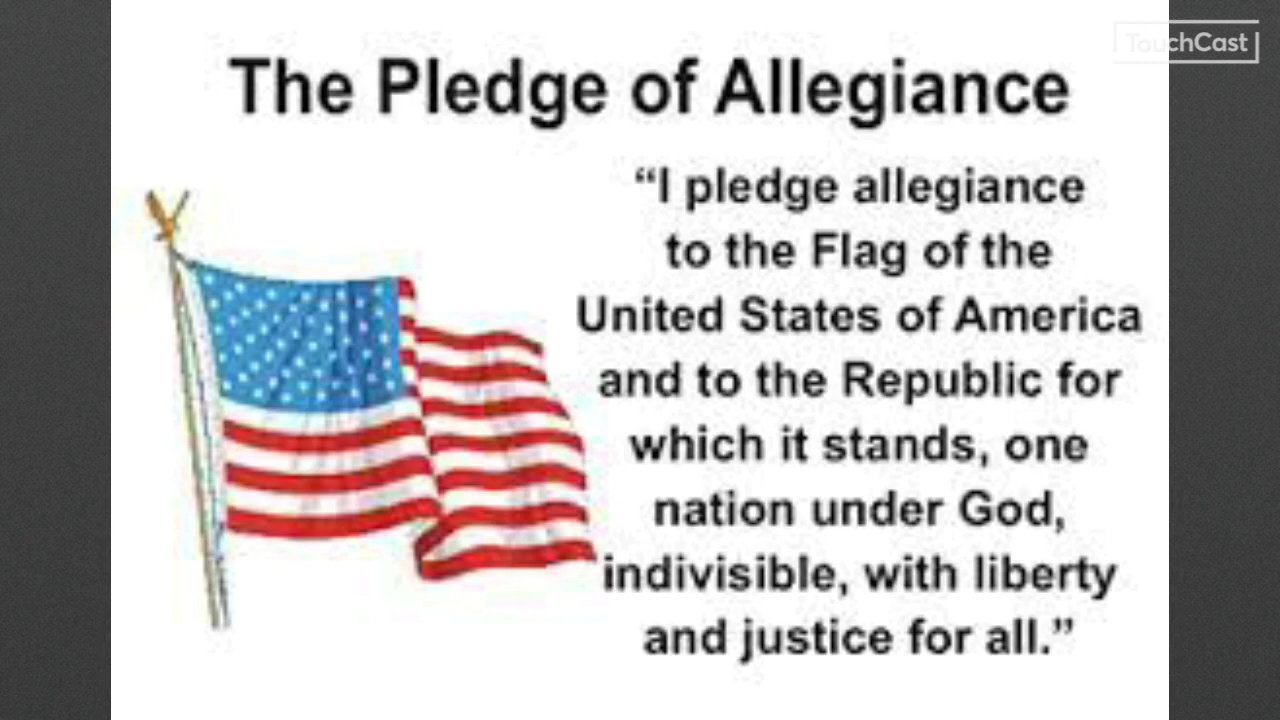 TouchCast
The Pledge of Allegiance
“I pledge allegiance
to the Flag of the
United States of America
and to the Republic for
which it stands, one
nation under God,
indivisible, with liberty
and justice for all.”